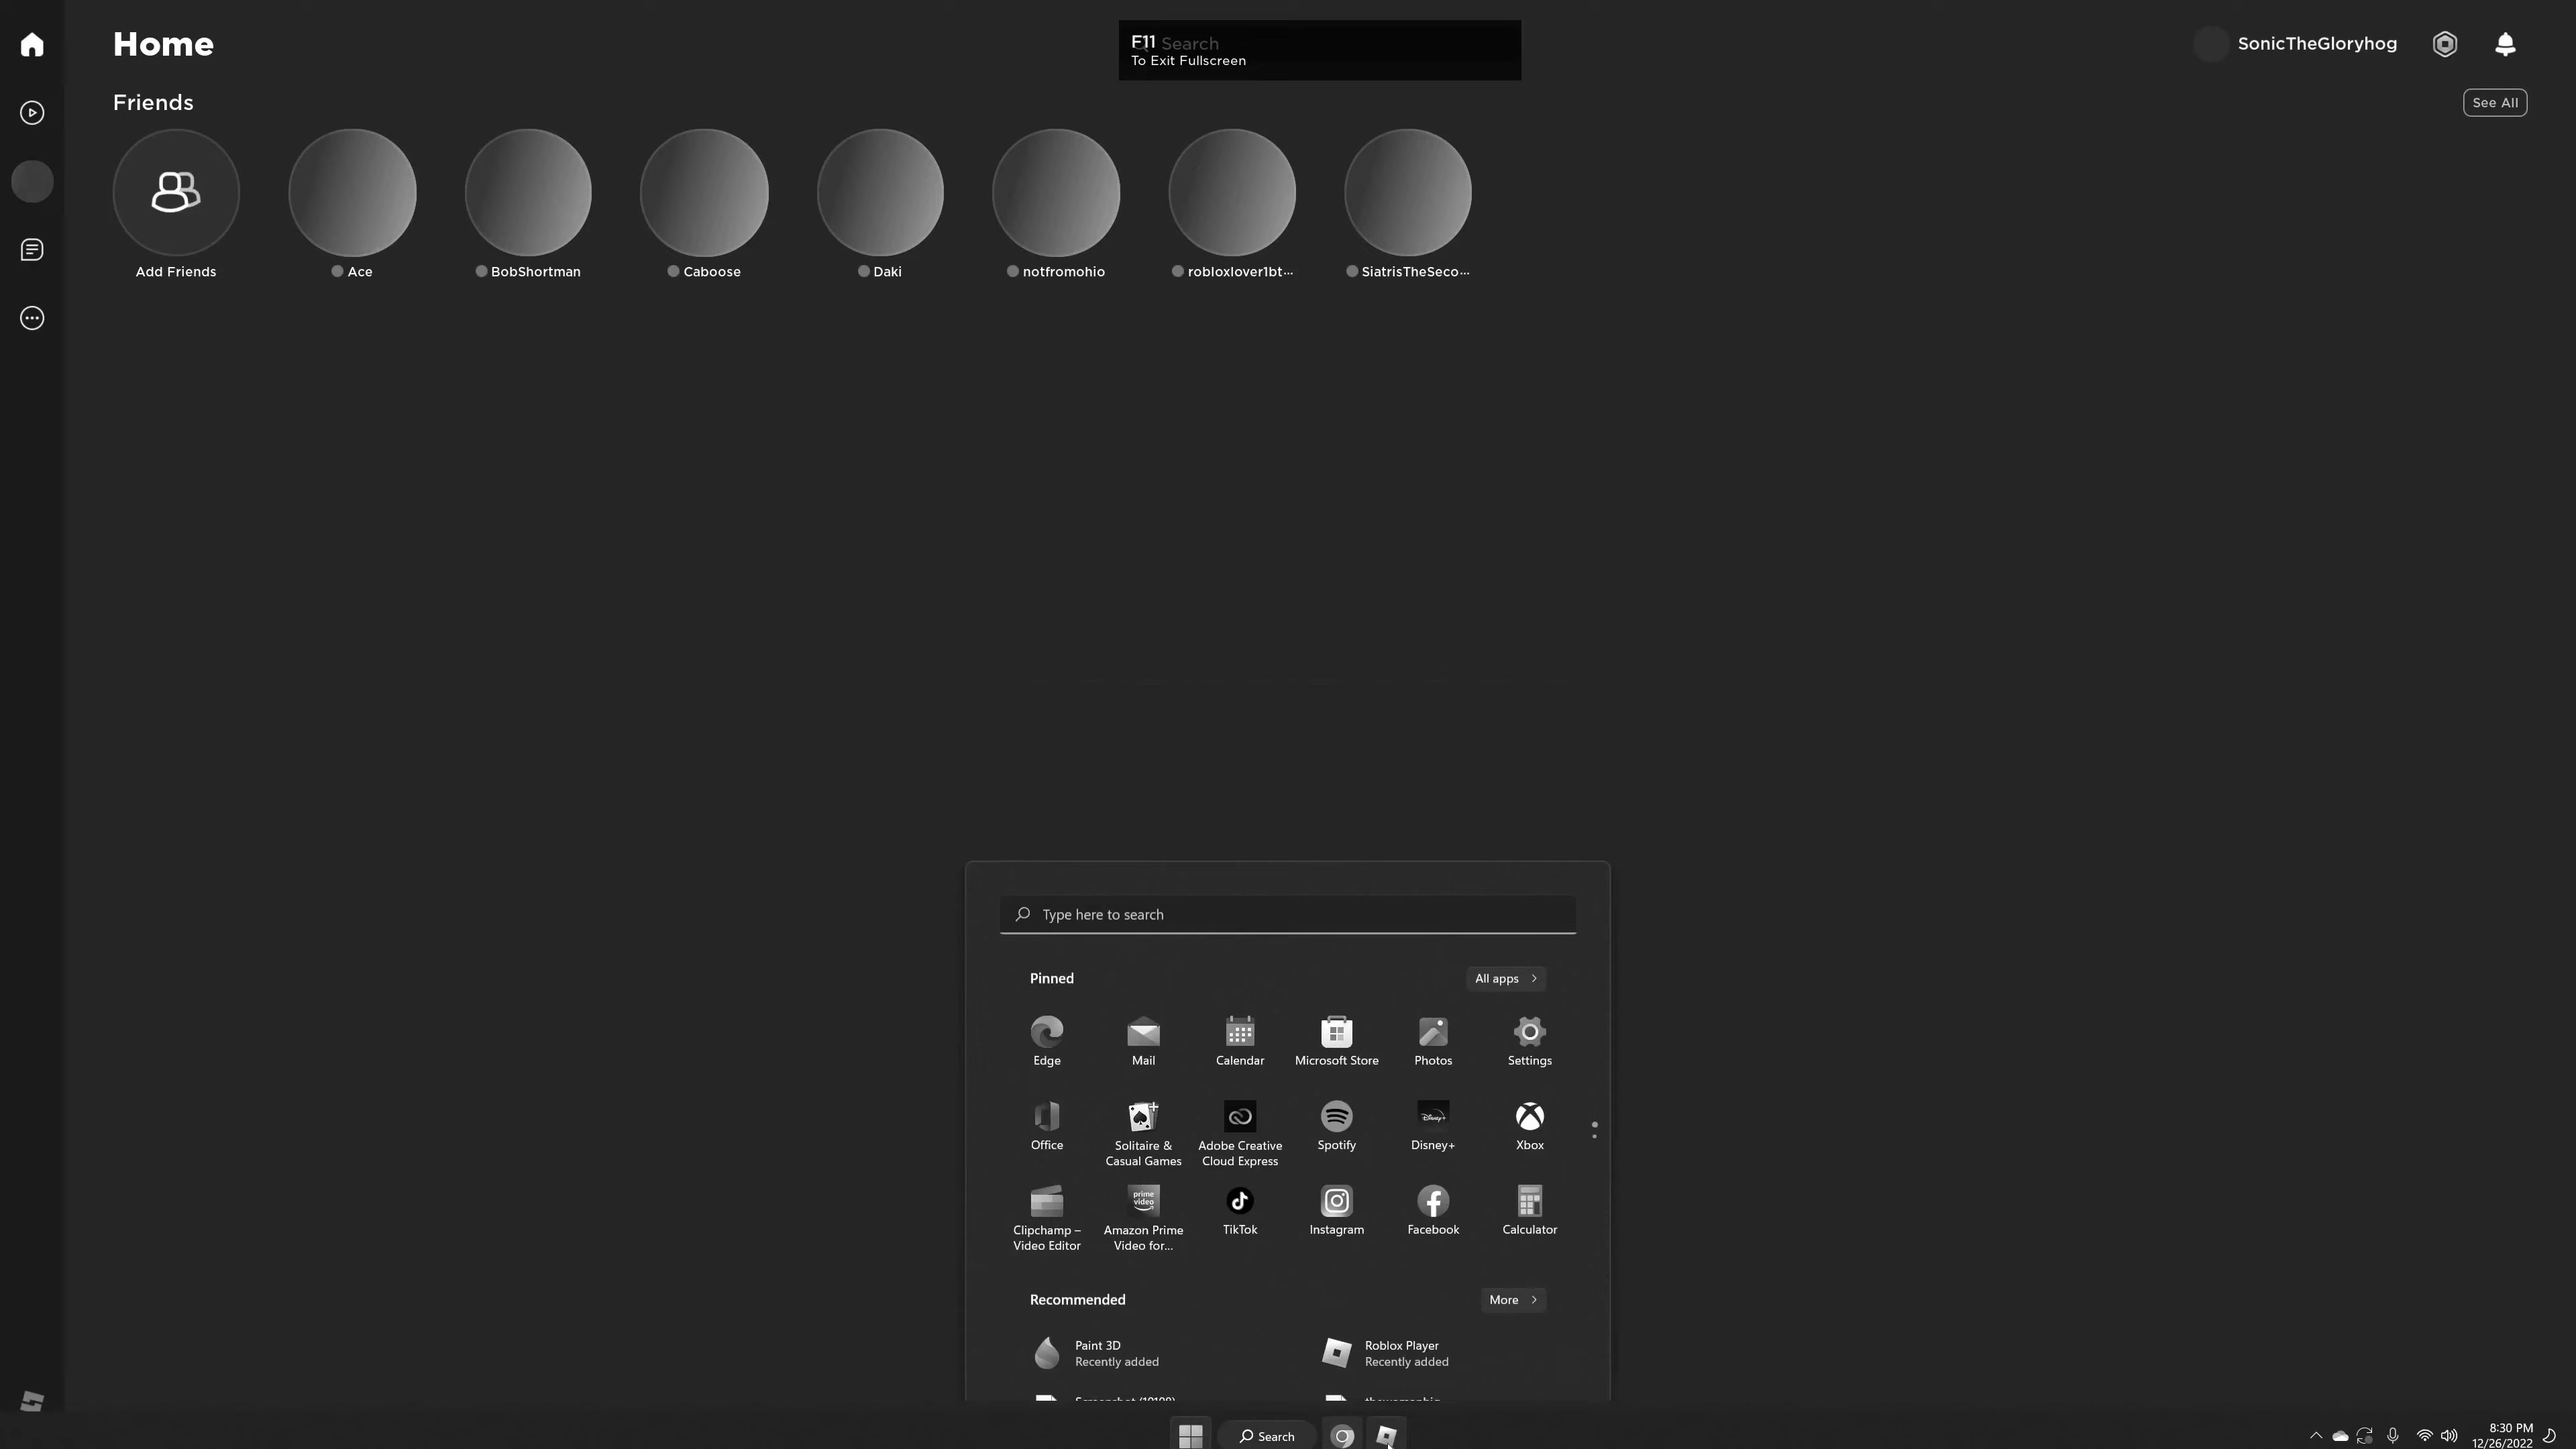 Home
F11 Search
To Exit Fullscreen
SonicTheGloryhog
Friends
See All
Add Friends
Ace
BobShortman
Caboose
Daki
notfromohio
robloxlover1bt...
SiatrisTheSeco...
Type here to search
Pinned
All apps
Edge
Mail
Calendar
Microsoft Store
Photos
Settings
Office
Solitaire &
Casual Games
Adobe Creative
Cloud Express
Spotify
Disney+
Disney+
Xbox
prime
video
Clipchamp –
Video Editor
Amazon Prime
Video for...
TikTok
Instagram
Facebook
Calculator
Recommended
More
Paint 3D
Recently added
Roblox Player
Recently added
Search
8:30 PM
12/26/2022